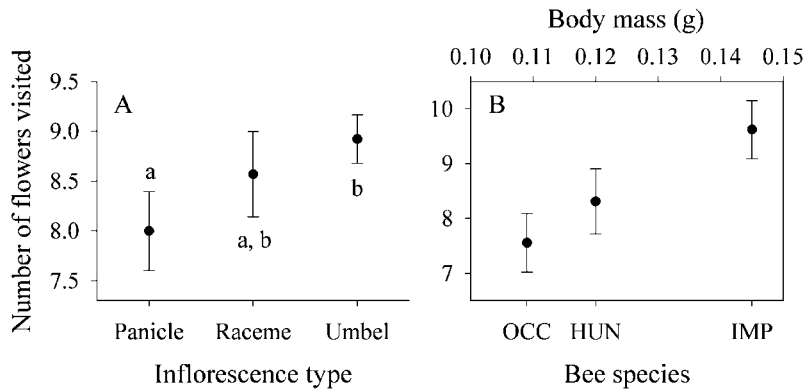 Body mass (g)
0.10 0.11 0.12 0.13 0.14 0.15
Number of flowers visited
9.5
9.0
8.5
8.0
7.5
A
a
a, b
b
Panicle Raceme Umbel
Inflorescence type
B
10
9
8
7
OCC HUN IMP
Bee species